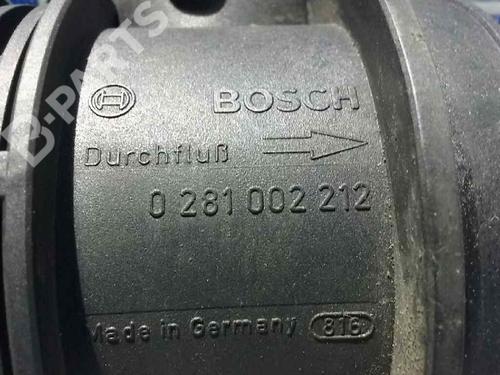 B-PARTS
BOSCH
Durchfluß
0 281 002 212
Made in Germany 816